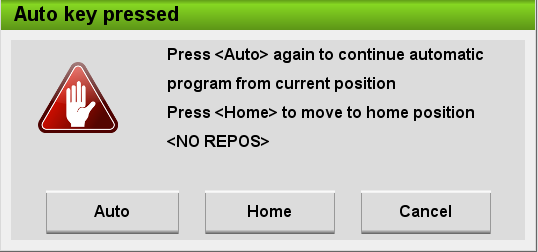 Auto key pressed
Press <Auto> again to continue automatic
program from current position
Press <Home> to move to home position
<NO REPOS>
Auto
Home
Cancel